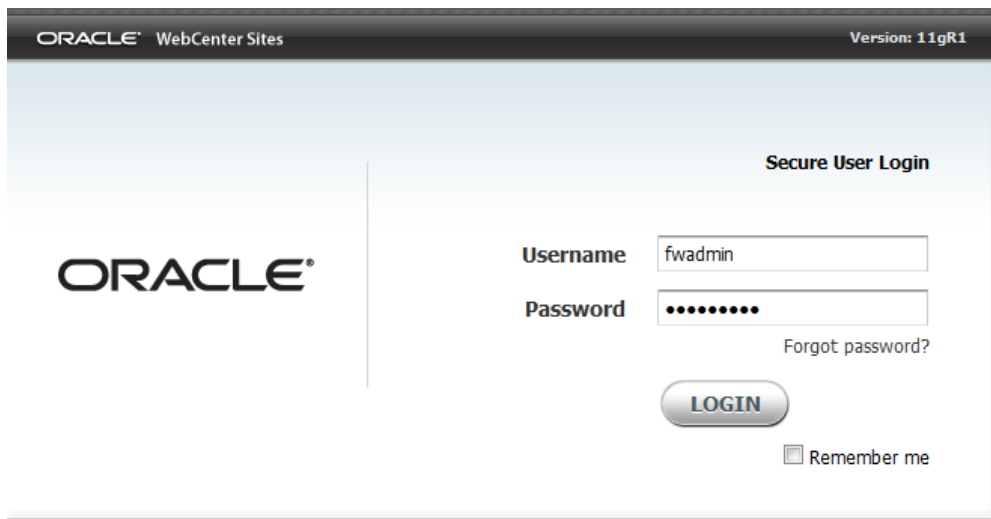 ORACLE® WebCenter Sites Version: 11gR1
Secure User Login
ORACLE®
Username fwadmin
Password •••••••••
Forgot password?
LOGIN
Remember me